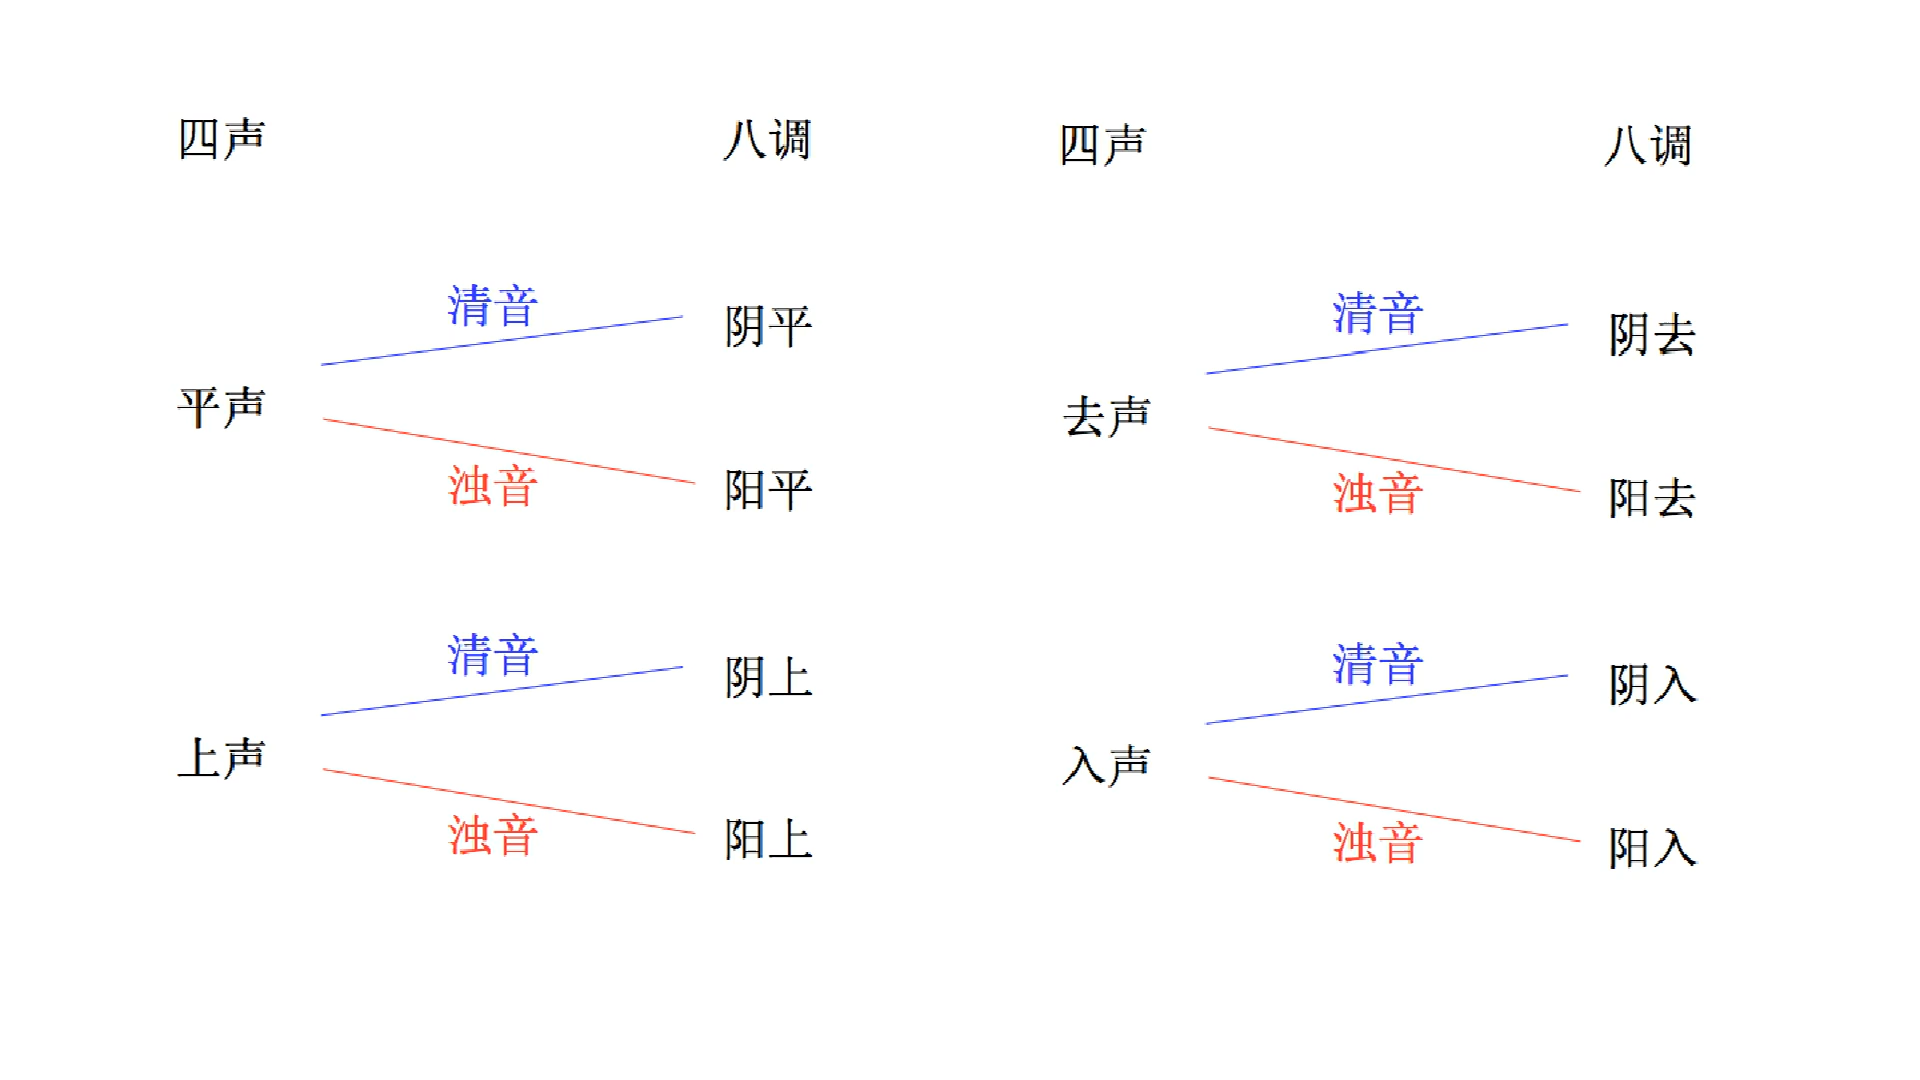 四声 八调
清音
阴平
平声
浊音
阳平
清音
阴上
上声
浊音
阳上
四声 八调
清音
阴去
去声
浊音
阳去
清音
阴入
入声
浊音
阳入